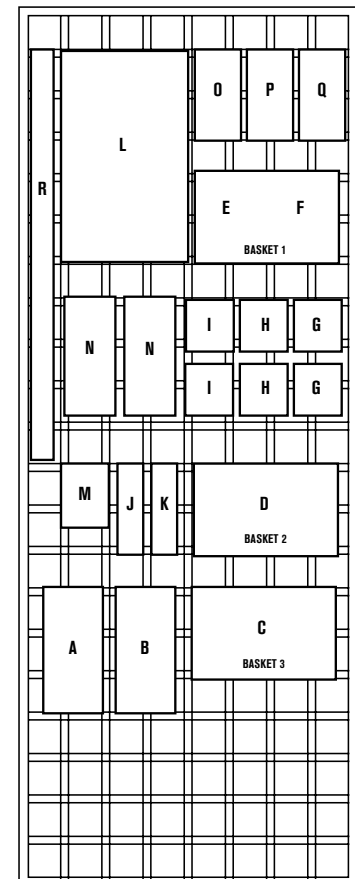 O P Q
L
R
E F
BASKET 1
N N I H G
I H G
M J K D
BASKET 2
A B C
BASKET 3